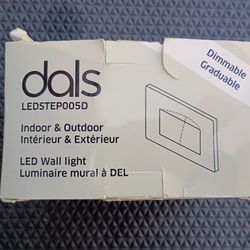 dals
LEDSTEP005D
Dimmable
Graduable
Indoor & Outdoor
Intérieur & Extérieur
LED Wall light
Luminaire mural à DEL